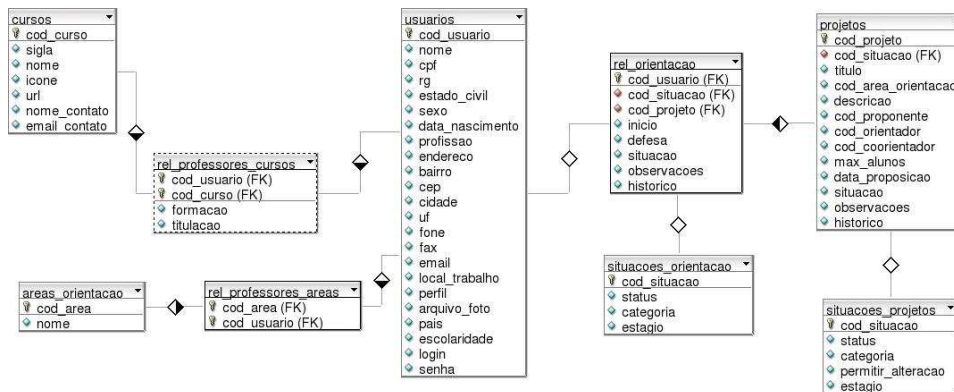 cursos
cod_curso
sigla
nome
icone
url
nome_contato
email_contato
rel_professores_cursos
cod_usuario (FK)
cod_curso (FK)
formacao
titulacao
areas_orientacao
cod_area
nome
rel_professores_areas
cod_area (FK)
cod_usuario (FK)
usuarios
cod_usuario
nome
cpf
rg
estado_civil
sexo
data_nascimento
profissao
endereco
bairro
cep
cidade
uf
fone
fax
email
local_trabalho
perfil
arquivo_foto
pais
escolaridade
login
senha
rel_orientacao
cod_usuario (FK)
cod_situacao (FK)
cod_projeto (FK)
inicio
defesa
situacao
observacoes
historico
situacoes_orientacao
cod_situacao
status
categoria
estagio
projetos
cod_projeto
cod_situacao (FK)
titulo
cod_area_orientacao
descricao
cod_proponente
cod_orientador
cod_coorientador
max_alunos
data_proposicao
situacao
observacoes
historico
situacoes_projetos
cod_situacao
status
categoria
permitir_alteracao
estagio